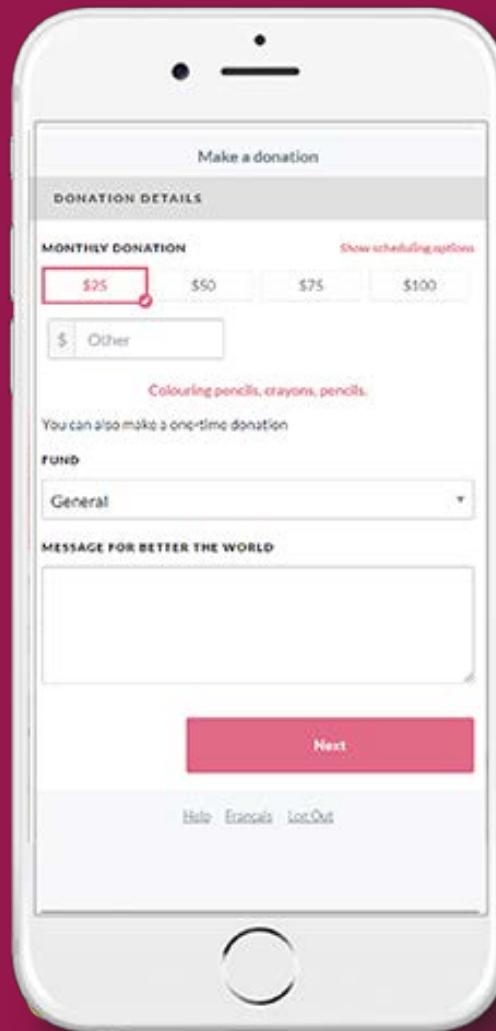 Make a donation
DONATION DETAILS
MONTHLY DONATION Show scheduling options
$25 $50 $75 $100
$ Other
Colouring pencils, crayons, pencils.
You can also make a one-time donation
FUND
General
MESSAGE FOR BETTER THE WORLD
Next
Help Français Log Out